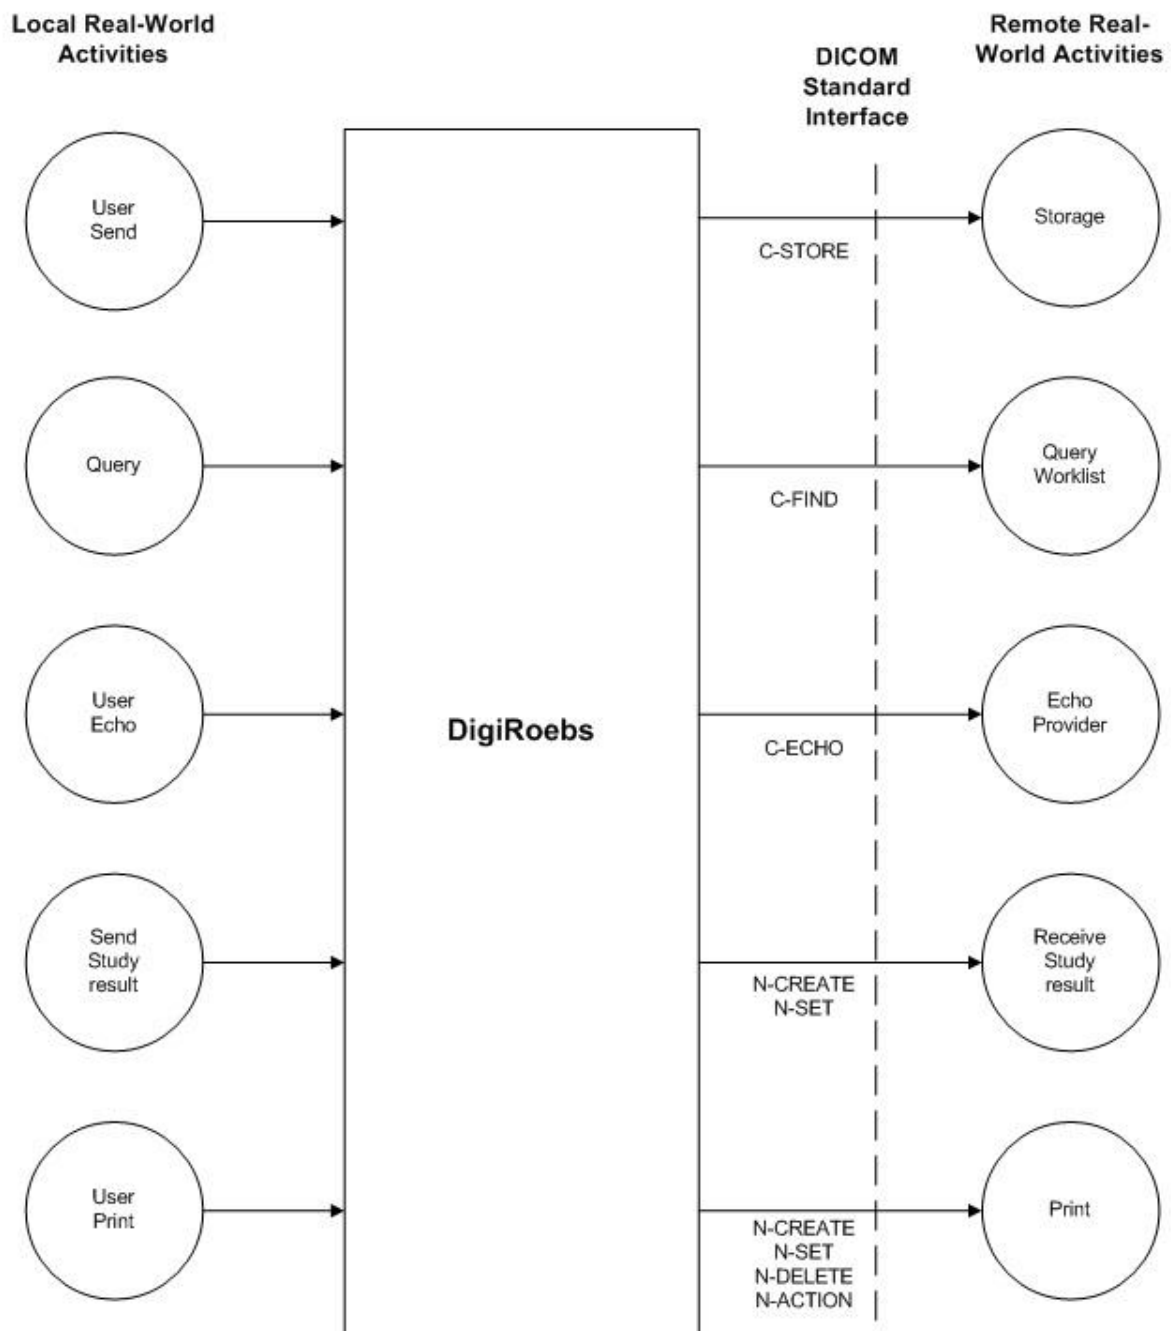 Local Real-World
Activities
Remote Real-
World Activities
DICOM
Standard
Interface
User
Send
C-STORE
Storage
Query
C-FIND
Query
Worklist
User
Echo
DigiRoebs
C-ECHO
Echo
Provider
Send
Study
result
N-CREATE
N-SET
Receive
Study
result
User
Print
N-CREATE
N-SET
N-DELETE
N-ACTION
Print